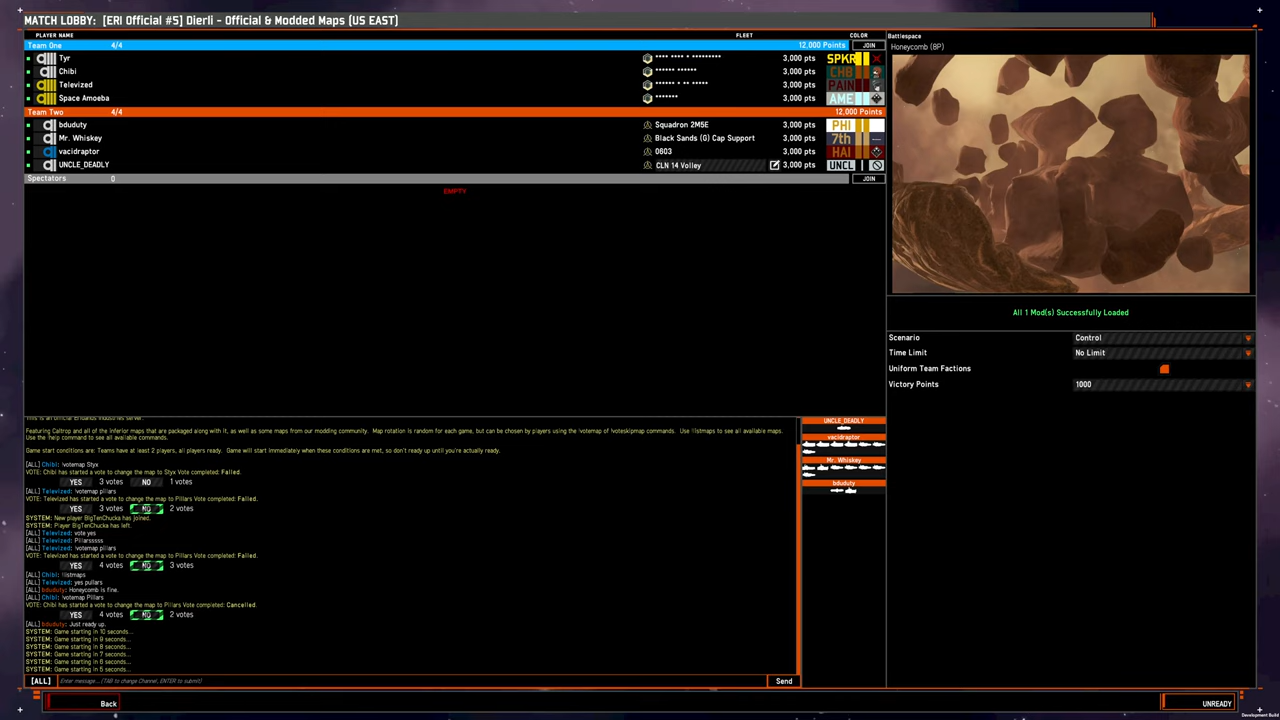 MATCH LOBBY: [ERI Official #5] Dierli - Official & Modded Maps (US EAST)
PLAYER NAME FLEET COLOR
Team One 4/4 12,000 Points JOIN
Tyr **** **** * ********* 3,000 pts SPKR
Chibi ****** ****** 3,000 pts CHB
Televized ****** * ** ***** 3,000 pts PAIN
Space Amoeba ******* 3,000 pts AME
Team Two 4/4 12,000 Points
bduduty Squadron 2M5E 3,000 pts PHI
Mr. Whiskey Black Sands (G) Cap Support 3,000 pts 7th
vacidraptor 0603 3,000 pts HAI
UNCLE_DEADLY CLN 14 Volley 3,000 pts UNCL
Spectators 0 JOIN
EMPTY
Battlespace
Honeycomb (8P)
All 1 Mod(s) Successfully Loaded
Scenario Control
Time Limit No Limit
Uniform Team Factions
Victory Points 1000
Featuring Caltrop and all of the inferior maps that are packaged along with it, as well as some maps from our modding community. Map rotation is random for each game, but can be chosen by players using the !votemap of !voteskipmap commands. Use !listmaps to see all available maps.
Use the !help command to see all available commands.
Game start conditions are: Teams have at least 2 players, all players ready. Game will start immediately when these conditions are met, so don't ready up until you're actually ready.
[ALL] Chibi: !votemap Styx
VOTE: Chibi has started a vote to change the map to Styx Vote completed: Failed.
YES 3 votes NO 1 votes
[ALL] Televized: !votemap pillars
VOTE: Televized has started a vote to change the map to Pillars Vote completed: Failed.
YES 3 votes NO 2 votes
SYSTEM: New player BigTenChucka has joined.
SYSTEM: Player BigTenChucka has left.
[ALL] Televized: vote yes
[ALL] Televized: Pillarsssss
[ALL] Televized: !votemap pillars
VOTE: Televized has started a vote to change the map to Pillars Vote completed: Failed.
YES 4 votes NO 3 votes
[ALL] Chibi: !listmaps
[ALL] Televized: yes pullars
[ALL] bduduty: Honeycomb is fine.
[ALL] Chibi: !votemap Pillars
VOTE: Chibi has started a vote to change the map to Pillars Vote completed: Cancelled.
YES 4 votes NO 2 votes
[ALL] bduduty: Just ready up.
SYSTEM: Game starting in 10 seconds...
SYSTEM: Game starting in 9 seconds...
SYSTEM: Game starting in 8 seconds...
SYSTEM: Game starting in 7 seconds...
SYSTEM: Game starting in 6 seconds...
SYSTEM: Game starting in 5 seconds...
UNCLE_DEADLY
vacidraptor
Mr. Whiskey
bduduty
[ALL] Enter message... (TAB to change Channel, ENTER to submit) Send
Back UNREADY
Development Build